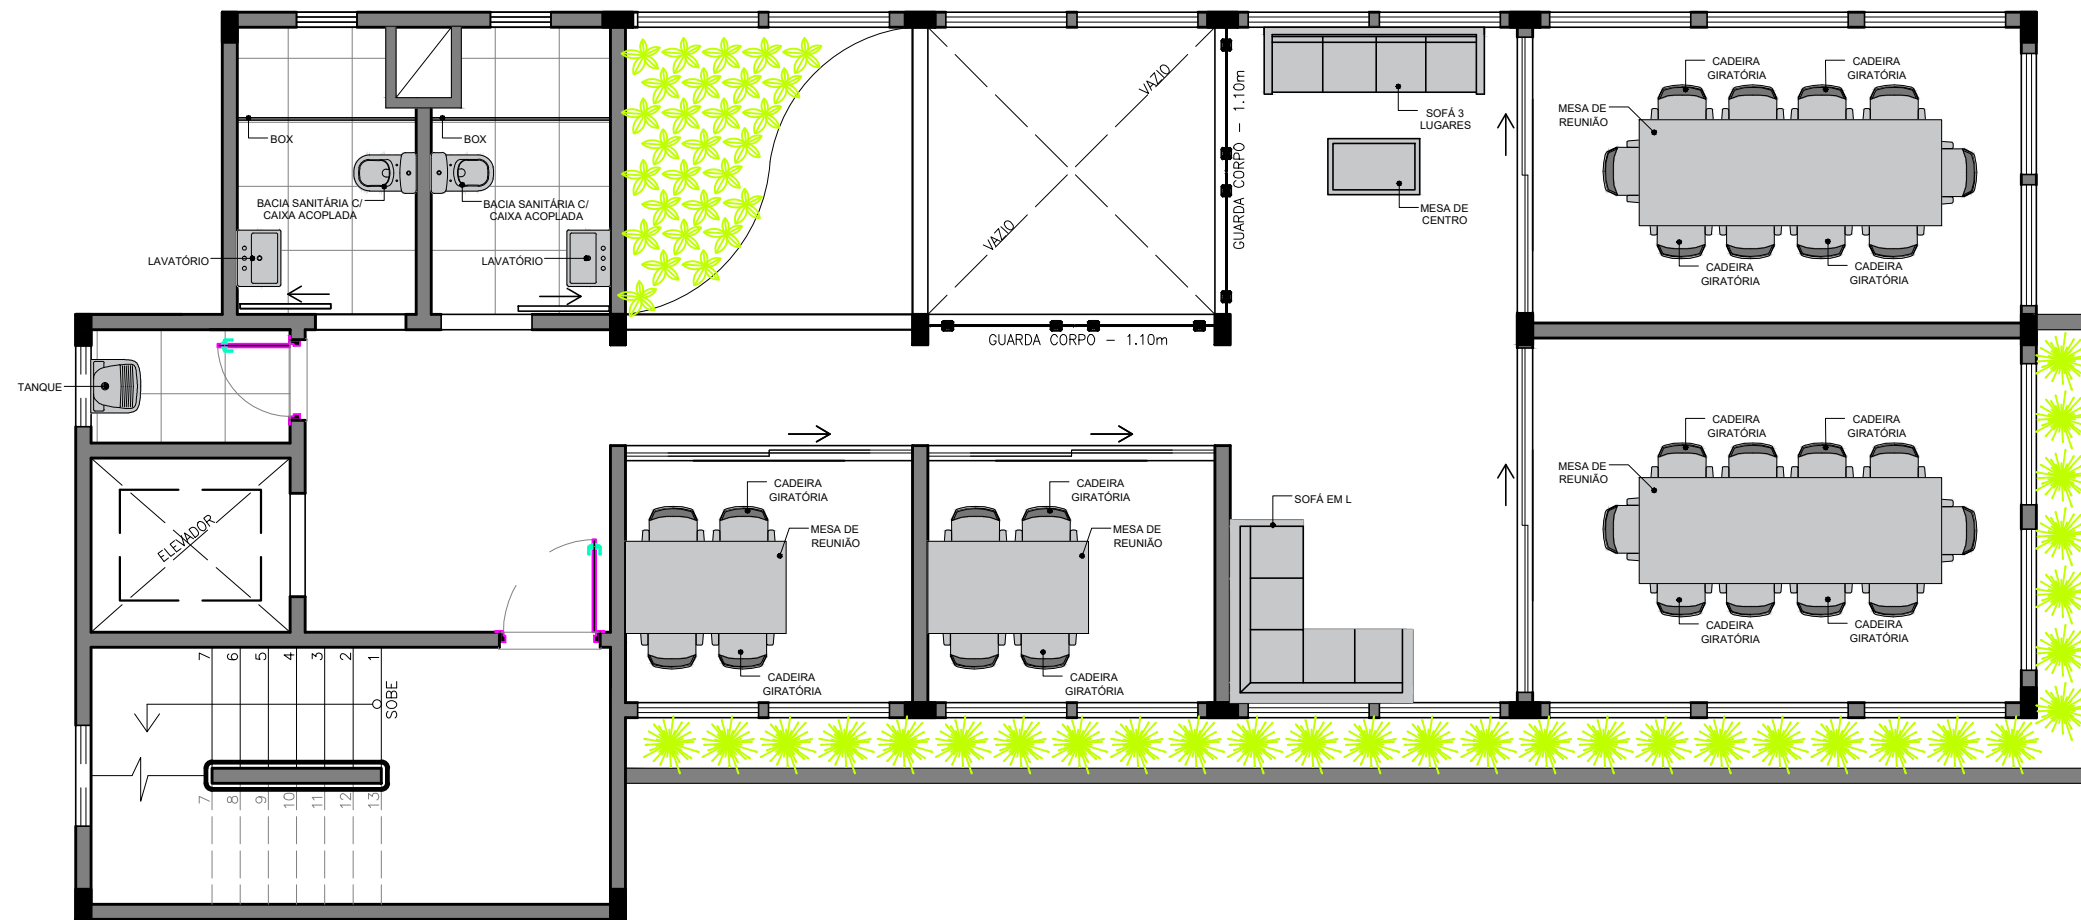 BOX
BOX
BACIA SANITÁRIA C/
CAIXA ACOPLADA
BACIA SANITÁRIA C/
CAIXA ACOPLADA
LAVATÓRIO
LAVATÓRIO
TANQUE
ELEVADOR
VAZIO
VAZIO
GUARDA CORPO - 1.10m
GUARDA CORPO - 1.10m
SOFÁ 3
LUGARES
MESA DE
CENTRO
CADEIRA
GIRATÓRIA
CADEIRA
GIRATÓRIA
MESA DE
REUNIÃO
CADEIRA
GIRATÓRIA
CADEIRA
GIRATÓRIA
CADEIRA
GIRATÓRIA
CADEIRA
GIRATÓRIA
MESA DE
REUNIÃO
CADEIRA
GIRATÓRIA
CADEIRA
GIRATÓRIA
CADEIRA
GIRATÓRIA
MESA DE
REUNIÃO
CADEIRA
GIRATÓRIA
CADEIRA
GIRATÓRIA
MESA DE
REUNIÃO
CADEIRA
GIRATÓRIA
SOFÁ EM L
7 6 5 4 3 2 1
SOBE
7 8 9 10 11 12 13